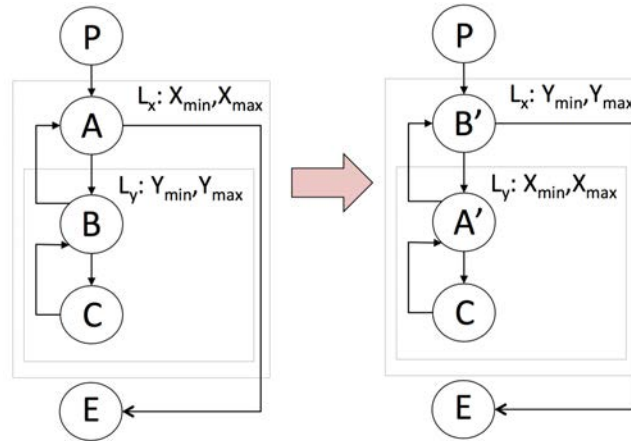 P
Lx: Xmin,Xmax
A
Ly: Ymin,Ymax
B
C
E
P
Lx: Ymin,Ymax
B’
Ly: Xmin,Xmax
A’
C
E